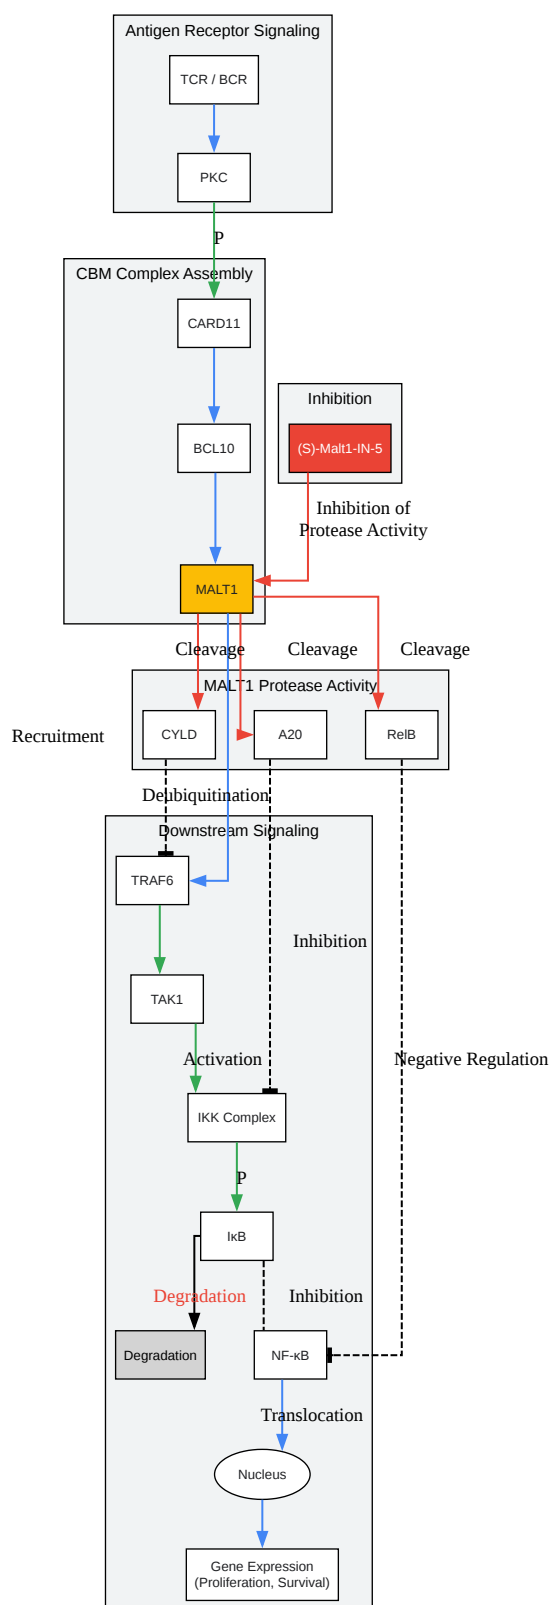 Antigen Receptor Signaling
TCR / BCR
PKC
P
CBM Complex Assembly
CARD11
Inhibition
BCL10
(S)-Malt1-IN-5
Inhibition of
Protease Activity
MALT1
Cleavage
Cleavage
Cleavage
MALT1 Protease Activity
Recruitment
CYLD
A20
RelB
Deubiquitination
Downstream Signaling
TRAF6
Inhibition
TAK1
Activation
Negative Regulation
IKK Complex
P
IκB
Degradation
Inhibition
Degradation
NF-κB
Translocation
Nucleus
Gene Expression
(Proliferation, Survival)